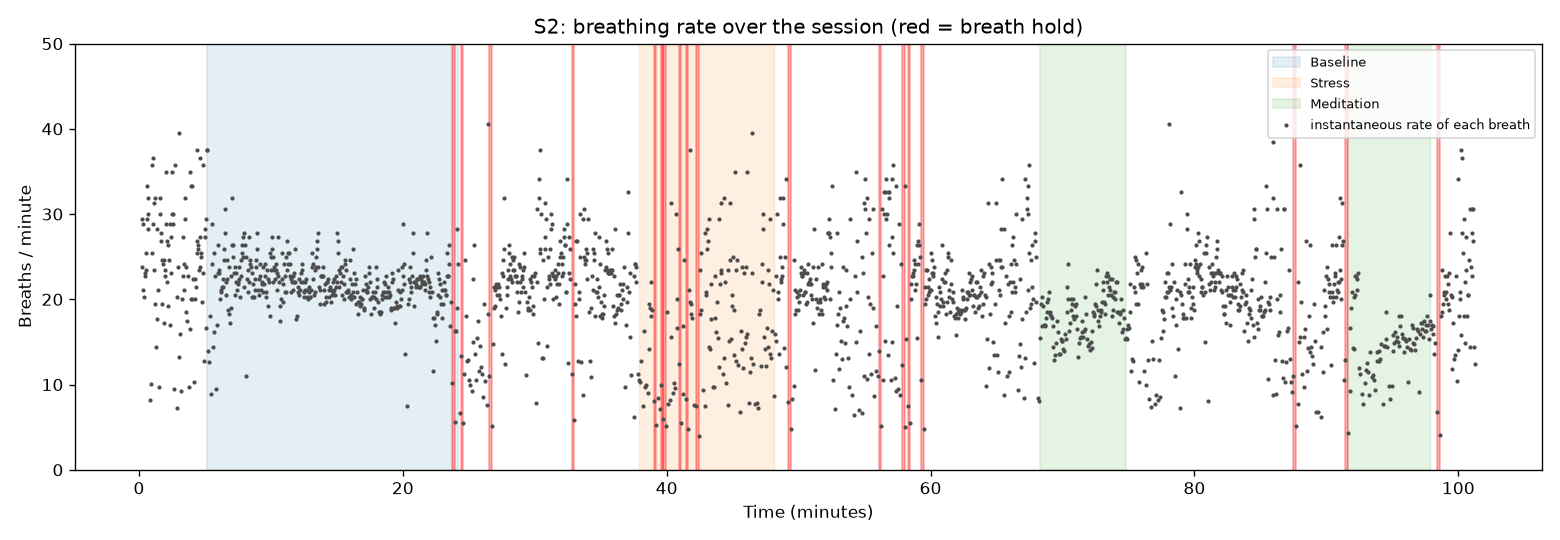 S2: breathing rate over the session (red = breath hold)
50
40
30
20
10
0
Breaths / minute
Baseline
Stress
Meditation
instantaneous rate of each breath
0 20 40 60 80 100
Time (minutes)